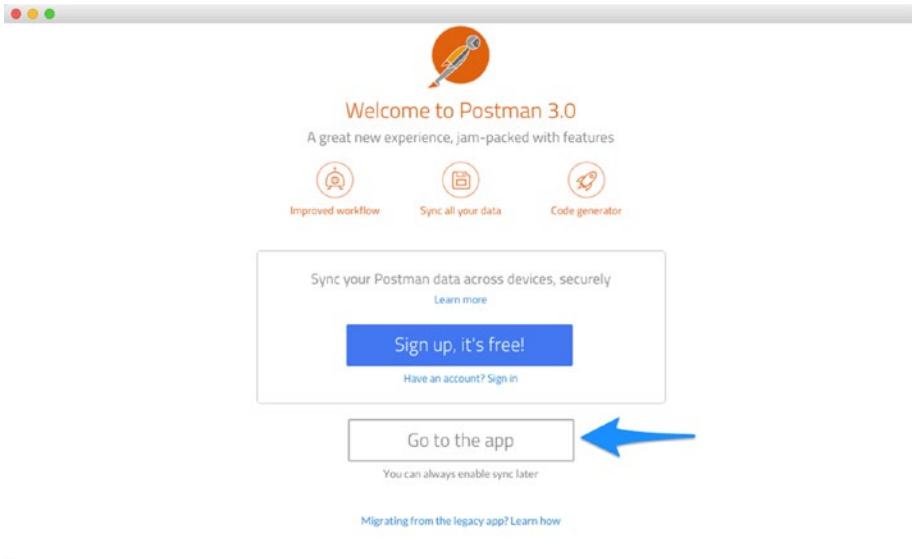 Welcome to Postman 3.0
A great new experience, jam-packed with features
Improved workflow
Sync all your data
Code generator
Sync your Postman data across devices, securely
Learn more
Sign up, it's free!
Have an account? Sign in
Go to the app
You can always enable sync later
Migrating from the legacy app? Learn how